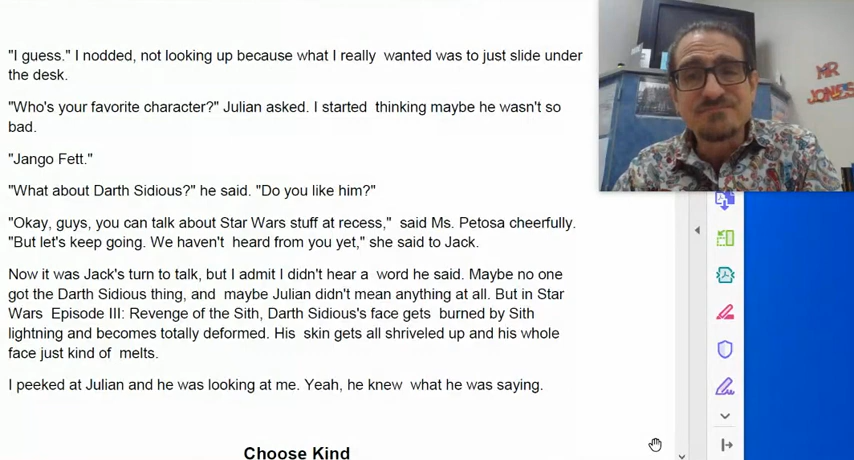 "I guess." I nodded, not looking up because what I really wanted was to just slide under
the desk.
"Who's your favorite character?" Julian asked. I started thinking maybe he wasn't so
bad.
"Jango Fett."
"What about Darth Sidious?" he said. "Do you like him?"
"Okay, guys, you can talk about Star Wars stuff at recess," said Ms. Petosa cheerfully.
"But let's keep going. We haven't heard from you yet," she said to Jack.
Now it was Jack's turn to talk, but I admit I didn't hear a word he said. Maybe no one
got the Darth Sidious thing, and maybe Julian didn't mean anything at all. But in Star
Wars Episode III: Revenge of the Sith, Darth Sidious's face gets burned by Sith
lightning and becomes totally deformed. His skin gets all shriveled up and his whole
face just kind of melts.
I peeked at Julian and he was looking at me. Yeah, he knew what he was saying.
Choose Kind
MR
JONES